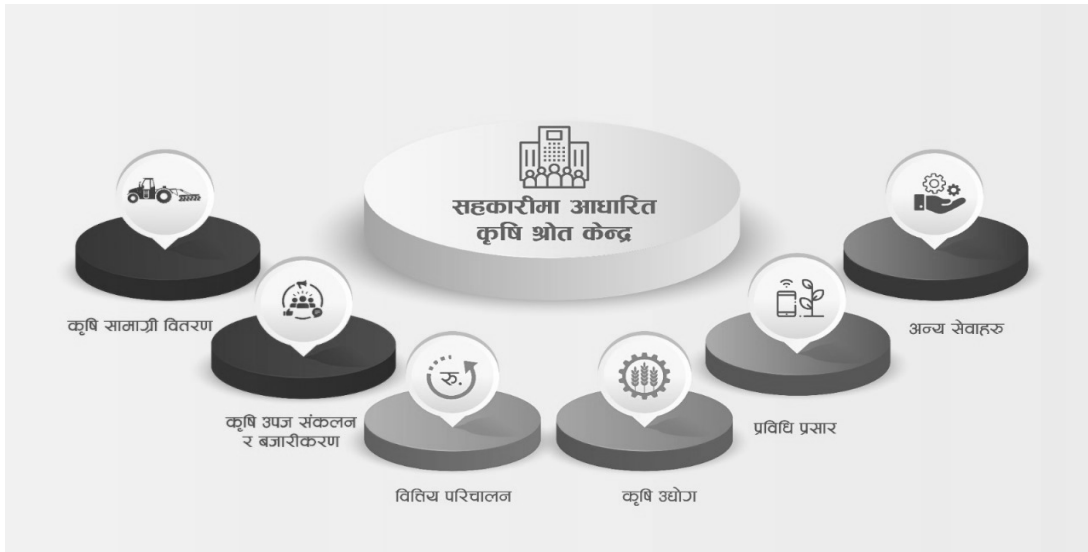 सहकारीमा आधारित
कृषि श्रोत केन्द्र
कृषि सामाग्री वितरण
कृषि उपज संकलन
र बजारीकरण
रु.
वित्तिय परिचालन
कृषि उद्योग
प्रविधि प्रसार
अन्य सेवाहरु